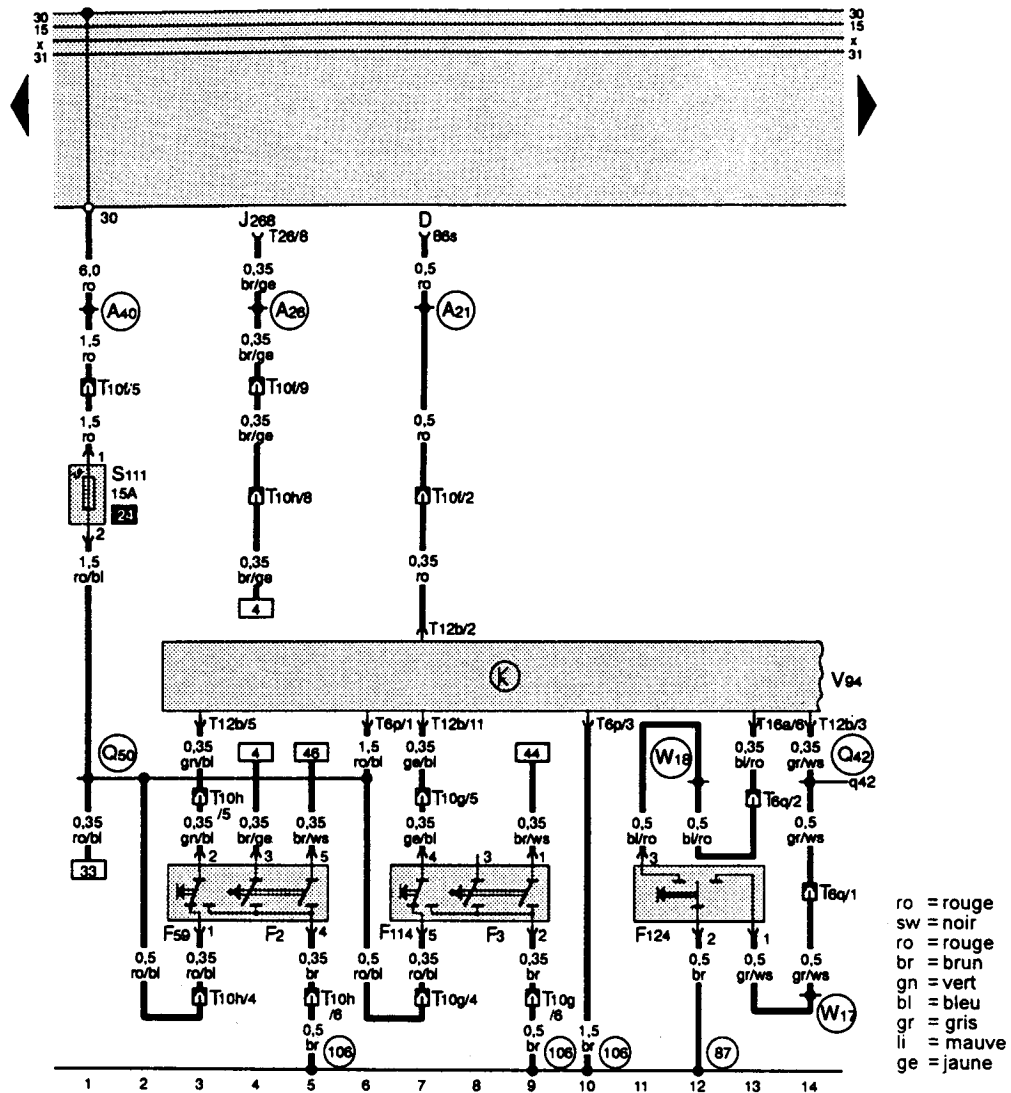 30 30
15 15
x x
31 31
30 J268 D
T26/8 86s
6,0 0,35 0,5
ro br/ge ro
A40 A26 A21
1,5 0,35
ro br/ge
T10f/5 T10f/9
1,5 0,35 0,5
ro br/ge ro
1
S111
15A
24
T10h/8 T10f/2
2
1,5 0,35 0,35
ro/bl br/ge ro
4
T12b/2
K
V94
T12b/5 T6p/1 T12b/11 T6p/3 T16a/6 T12b/3
Q50 0,35 4 46 1,5 0,35 44 W18 0,35 0,35 Q42
gn/bl ro/bl ge/bl bl/ro gr/ws
q42
T10h/5 T10g/5 T6q/2
0,35 0,35 0,35 0,35 0,35 0,35 0,5 0,5 0,5
ro/bl gn/bl br/ge br/ws ge/bl br/ws bl/ro bl/ro gr/ws
33 2 3 5 4 3 1 3
T6q/1
F59 1 F2 4 F114 5 F3 2 F124 2 1
0,5 0,35 0,35 0,5 0,35 0,35 0,5 0,5 0,5
ro/bl ro/bl br ro/bl ro/bl br br gr/ws gr/ws
T10h/4 T10h/6 T10g/4 T10g/6 W17
0,5 0,5 1,5
br br br
106 106 106 87
1 2 3 4 5 6 7 8 9 10 11 12 13 14
ro = rouge
sw = noir
ro = rouge
br = brun
gn = vert
bl = bleu
gr = gris
li = mauve
ge = jaune